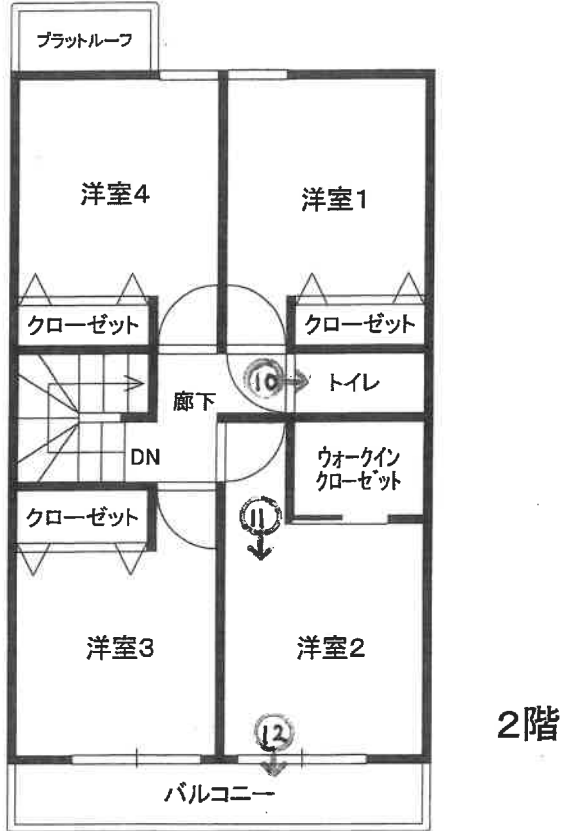 プラットルーフ
洋室4
洋室1
クローゼット
クローゼット
10
トイレ
廊下
DN
ウォークイン
クローゼット
クローゼット
11
洋室3
洋室2
2階
12
バルコニー